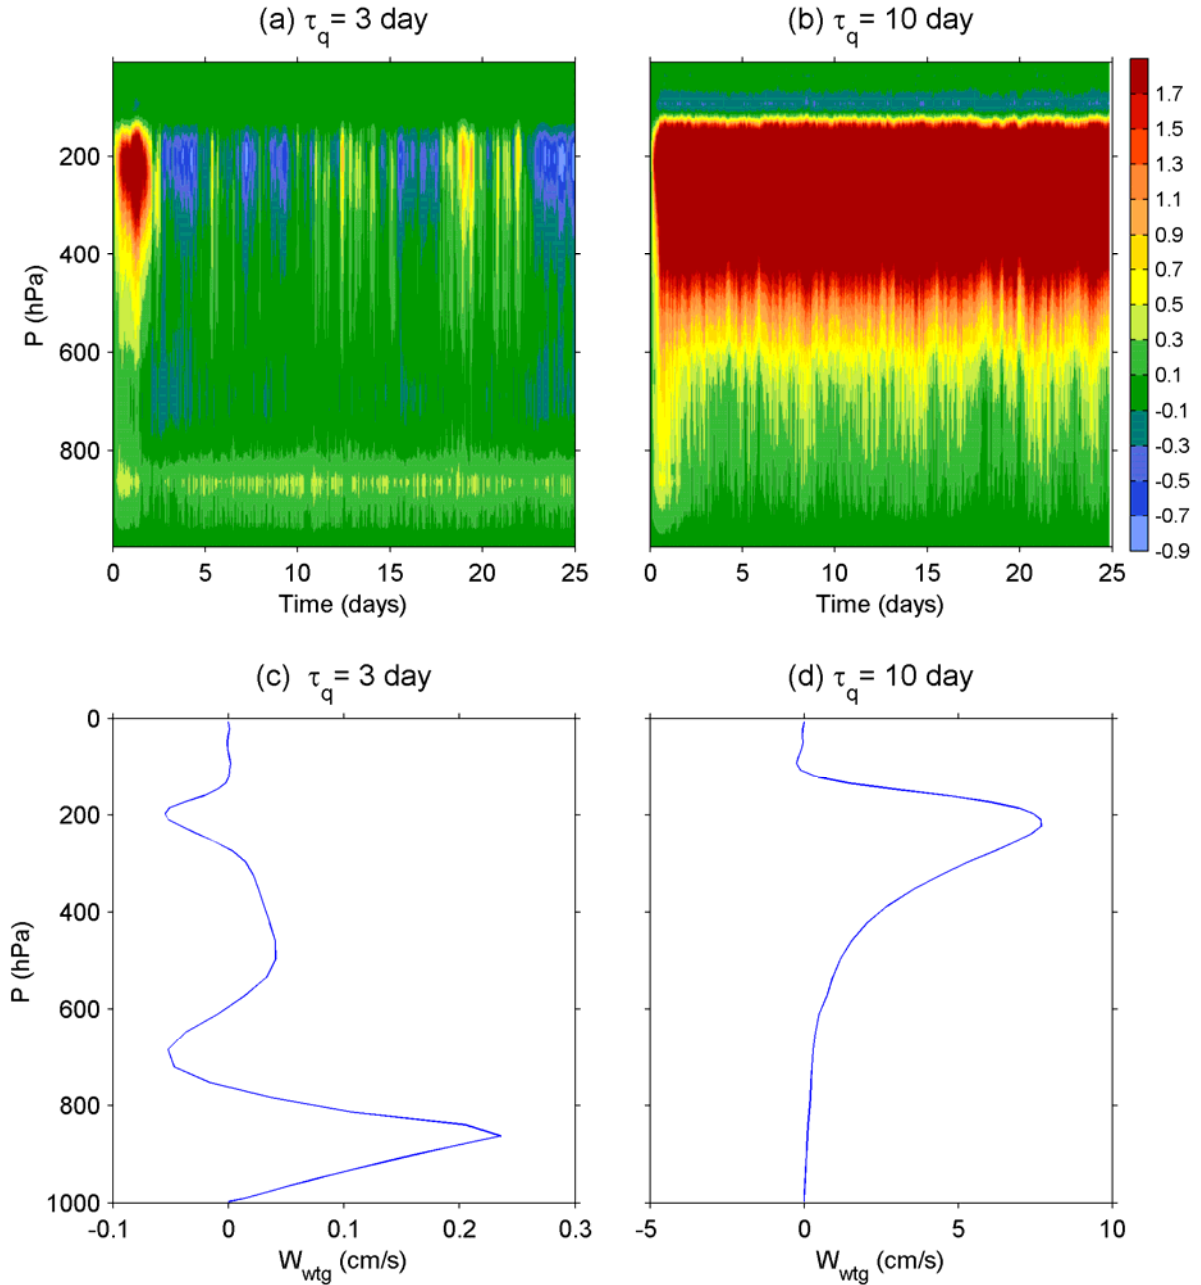 (a) τq= 3 day
(b) τq= 10 day
P (hPa)
200
400
600
800
0 5 10 15 20 25
Time (days)
0 5 10 15 20 25
Time (days)
1.7
1.5
1.3
1.1
0.9
0.7
0.5
0.3
0.1
-0.1
-0.3
-0.5
-0.7
-0.9
(c) τq= 3 day
(d) τq= 10 day
P (hPa)
0
200
400
600
800
1000
-0.1 0 0.1 0.2 0.3
Wwtg (cm/s)
-5 0 5 10
Wwtg (cm/s)